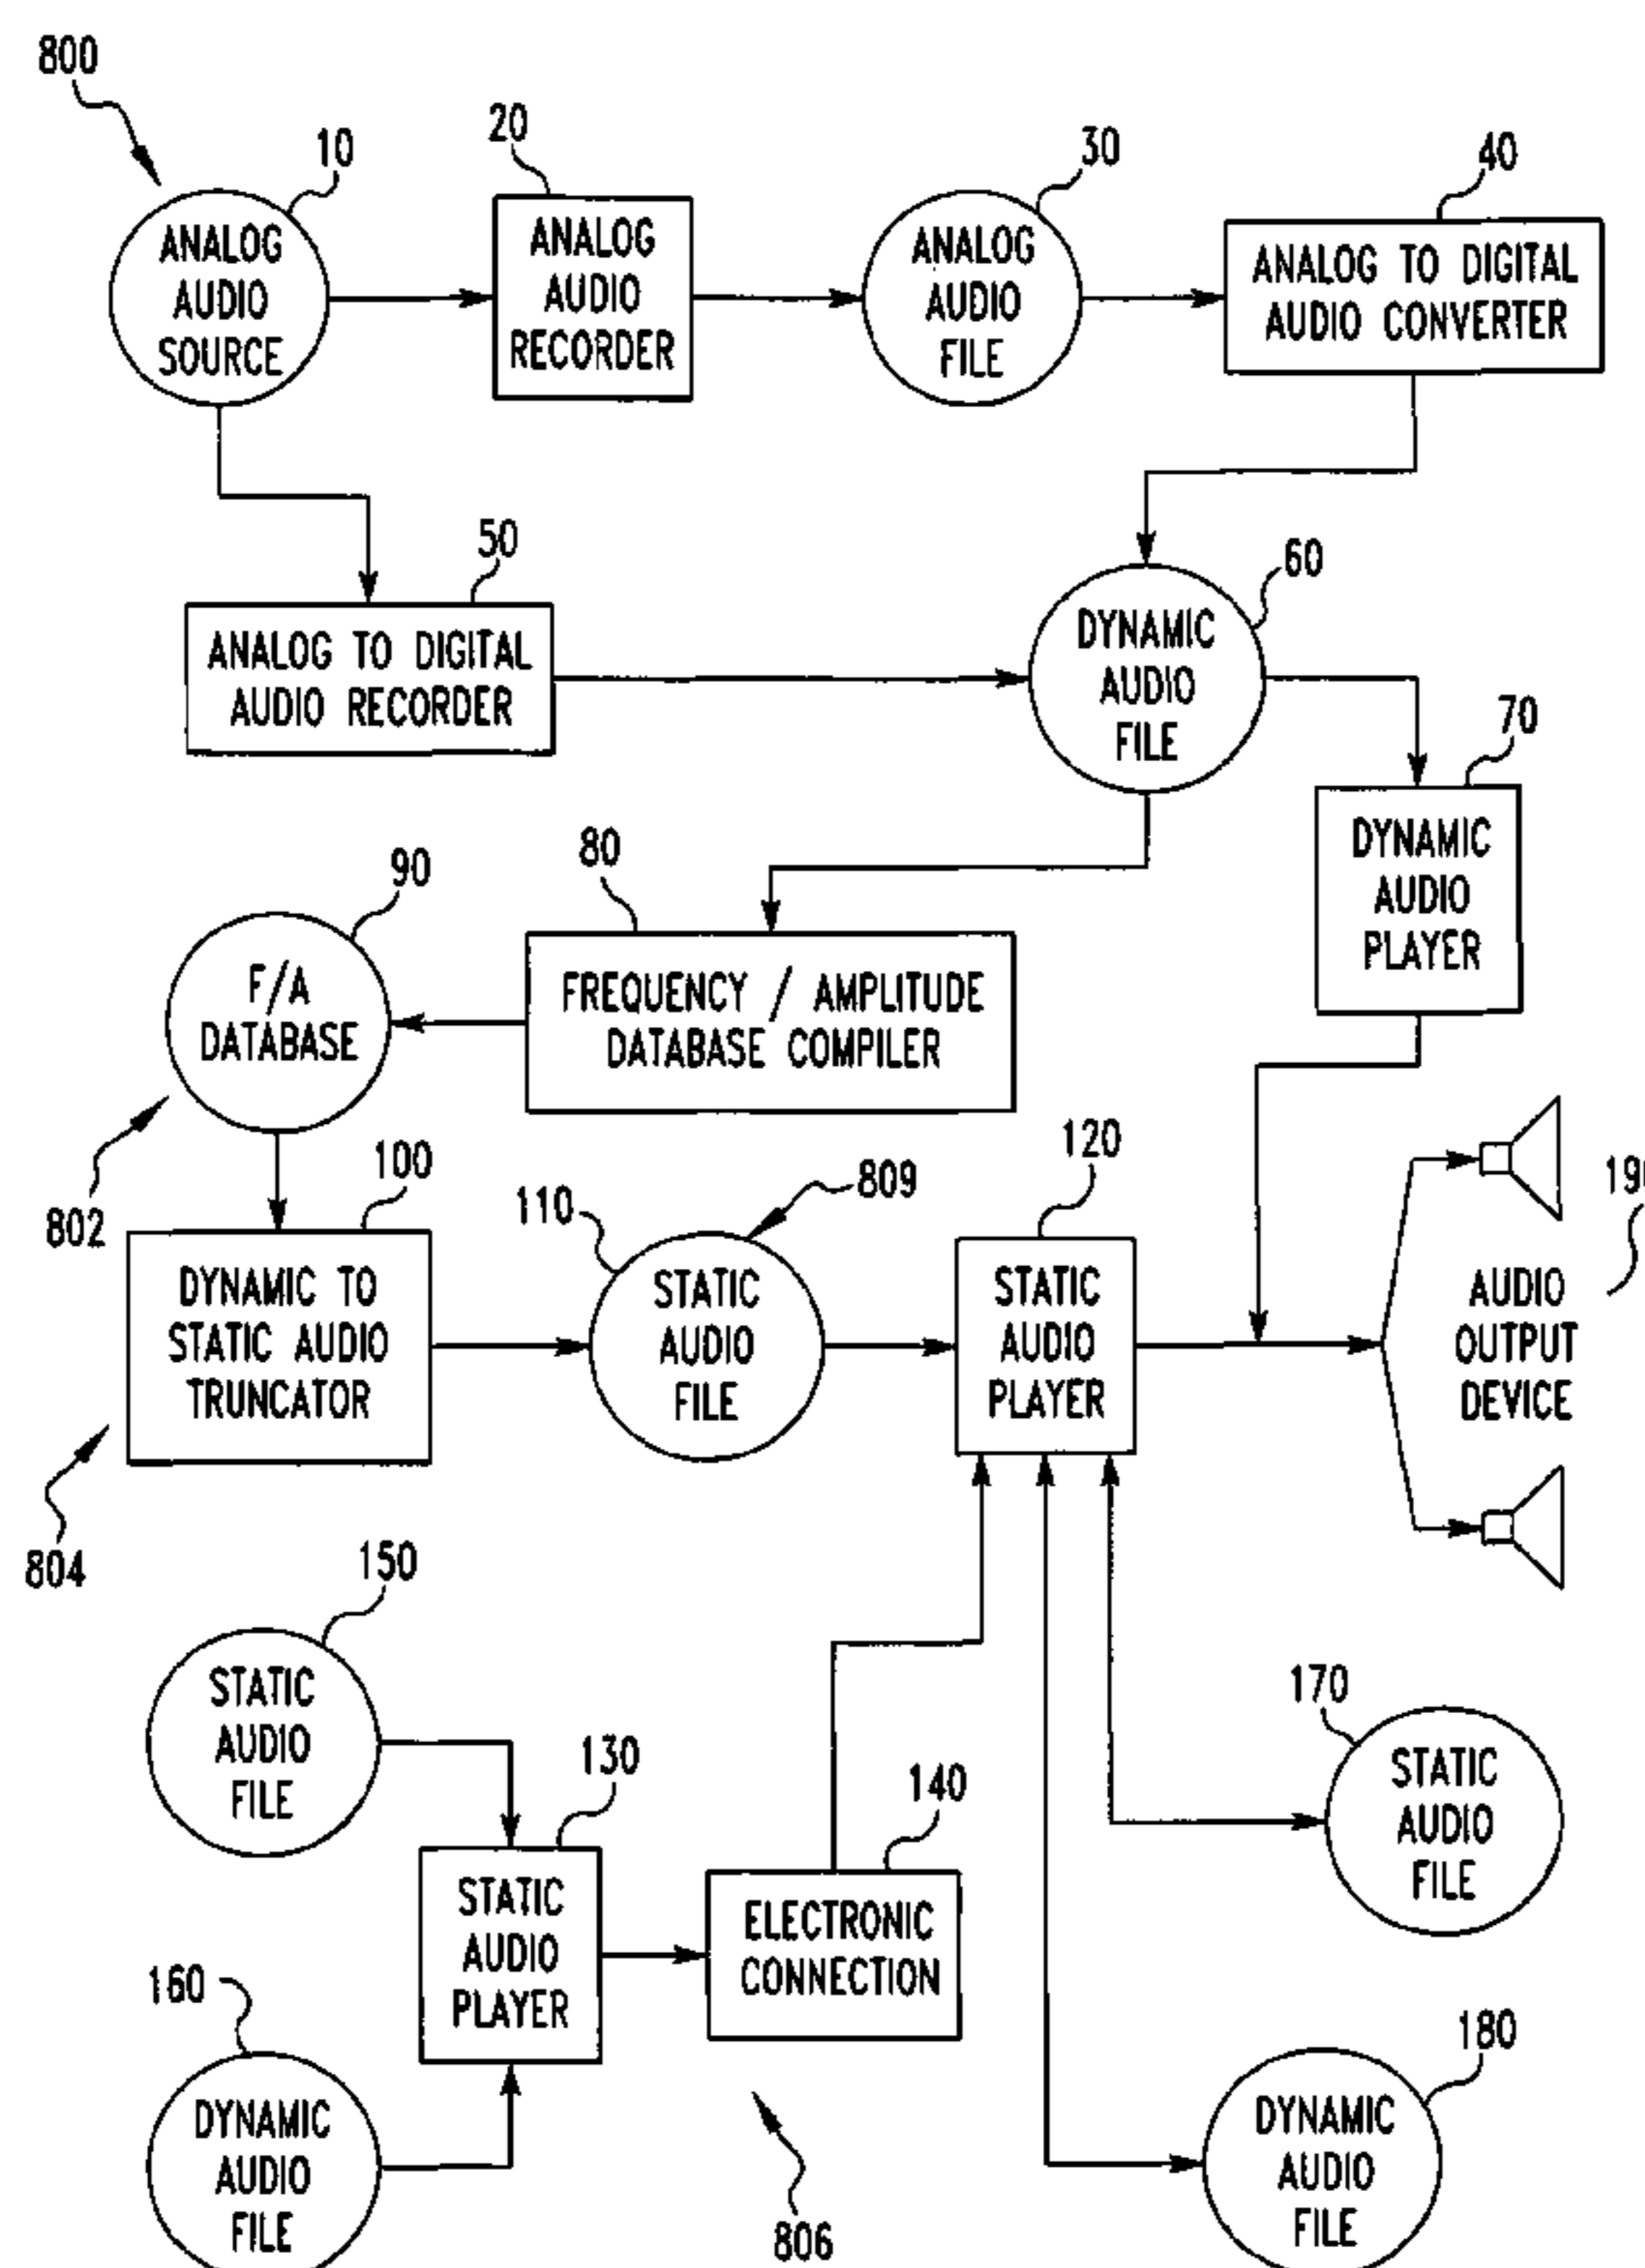 800
10
20
30
40
ANALOG
AUDIO
SOURCE
ANALOG
AUDIO
RECORDER
ANALOG
AUDIO
FILE
ANALOG TO DIGITAL
AUDIO CONVERTER
50
60
ANALOG TO DIGITAL
AUDIO RECORDER
DYNAMIC
AUDIO
FILE
70
DYNAMIC
AUDIO
PLAYER
80
90
F/A
DATABASE
FREQUENCY / AMPLITUDE
DATABASE COMPILER
802
100
110
809
120
190
DYNAMIC TO
STATIC AUDIO
TRUNCATOR
STATIC
AUDIO
FILE
STATIC
AUDIO
PLAYER
AUDIO
OUTPUT
DEVICE
804
150
STATIC
AUDIO
FILE
130
140
170
STATIC
AUDIO
FILE
STATIC
AUDIO
PLAYER
ELECTRONIC
CONNECTION
160
180
DYNAMIC
AUDIO
FILE
DYNAMIC
AUDIO
FILE
806